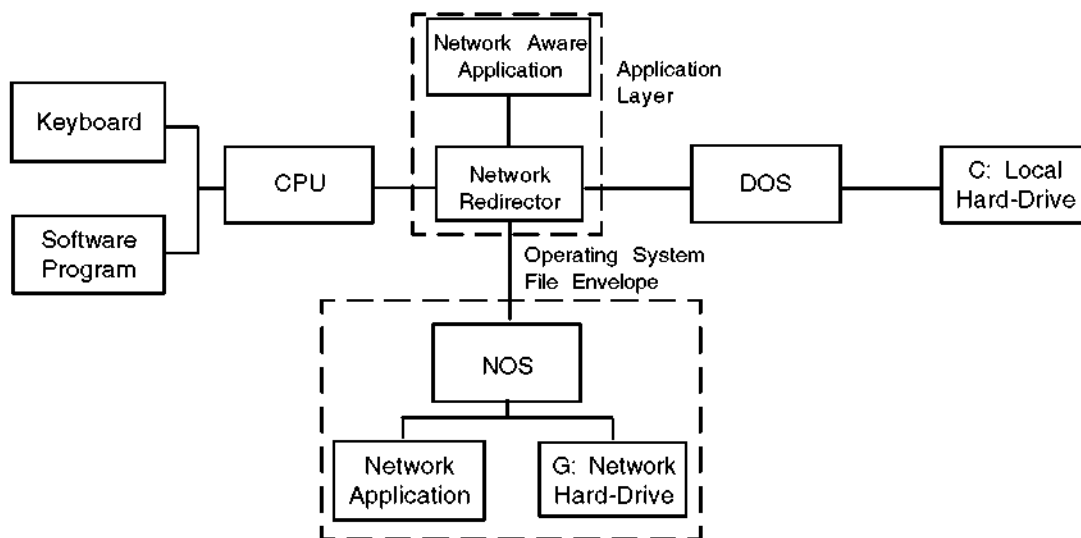 Network Aware
Application
Application
Layer
Keyboard
CPU
Network
Redirector
DOS
C: Local
Hard-Drive
Software
Program
Operating System
File Envelope
NOS
Network
Application
G: Network
Hard-Drive